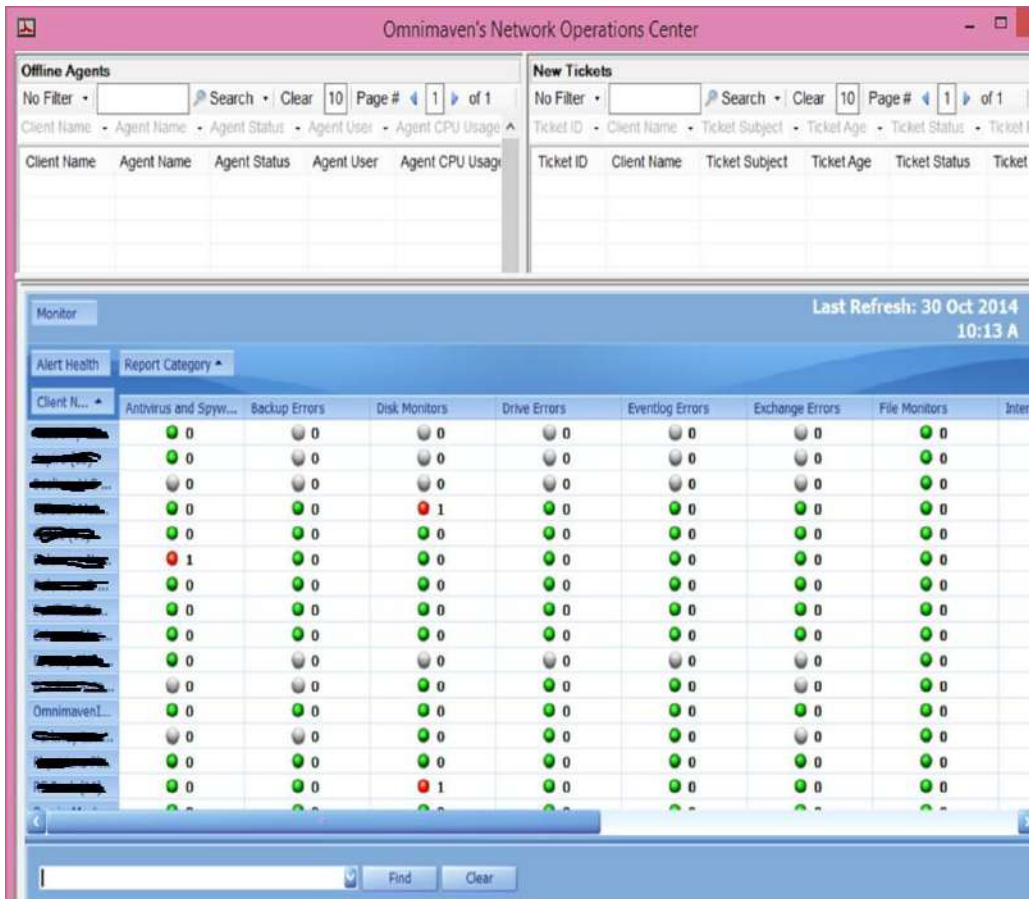 Omnimaven's Network Operations Center
Offline Agents
No Filter Search Clear 10 Page # 1 of 1
Client Name Agent Name Agent Status Agent User Agent CPU Usage
Client Name Agent Name Agent Status Agent User Agent CPU Usage
New Tickets
No Filter Search Clear 10 Page # 1 of 1
Ticket ID Client Name Ticket Subject Ticket Age Ticket Status Ticket
Ticket ID Client Name Ticket Subject Ticket Age Ticket Status Ticket
Monitor
Last Refresh: 30 Oct 2014
10:13 A
Alert Health Report Category
Client N...
Antivirus and Spyw... Backup Errors Disk Monitors Drive Errors Eventlog Errors Exchange Errors File Monitors Inter
0 0 0 0 0 0 0
0 0 0 0 0 0 0
0 0 0 0 0 0 0
0 0 1 0 0 0 0
0 0 0 0 0 0 0
1 0 0 0 0 0 0
0 0 0 0 0 0 0
0 0 0 0 0 0 0
0 0 0 0 0 0 0
0 0 0 0 0 0 0
0 0 0 0 0 0 0
OmnimavenI... 0 0 0 0 0 0 0
0 0 0 0 0 0 0
0 0 0 0 0 0 0
0 0 1 0 0 0 0
Find Clear